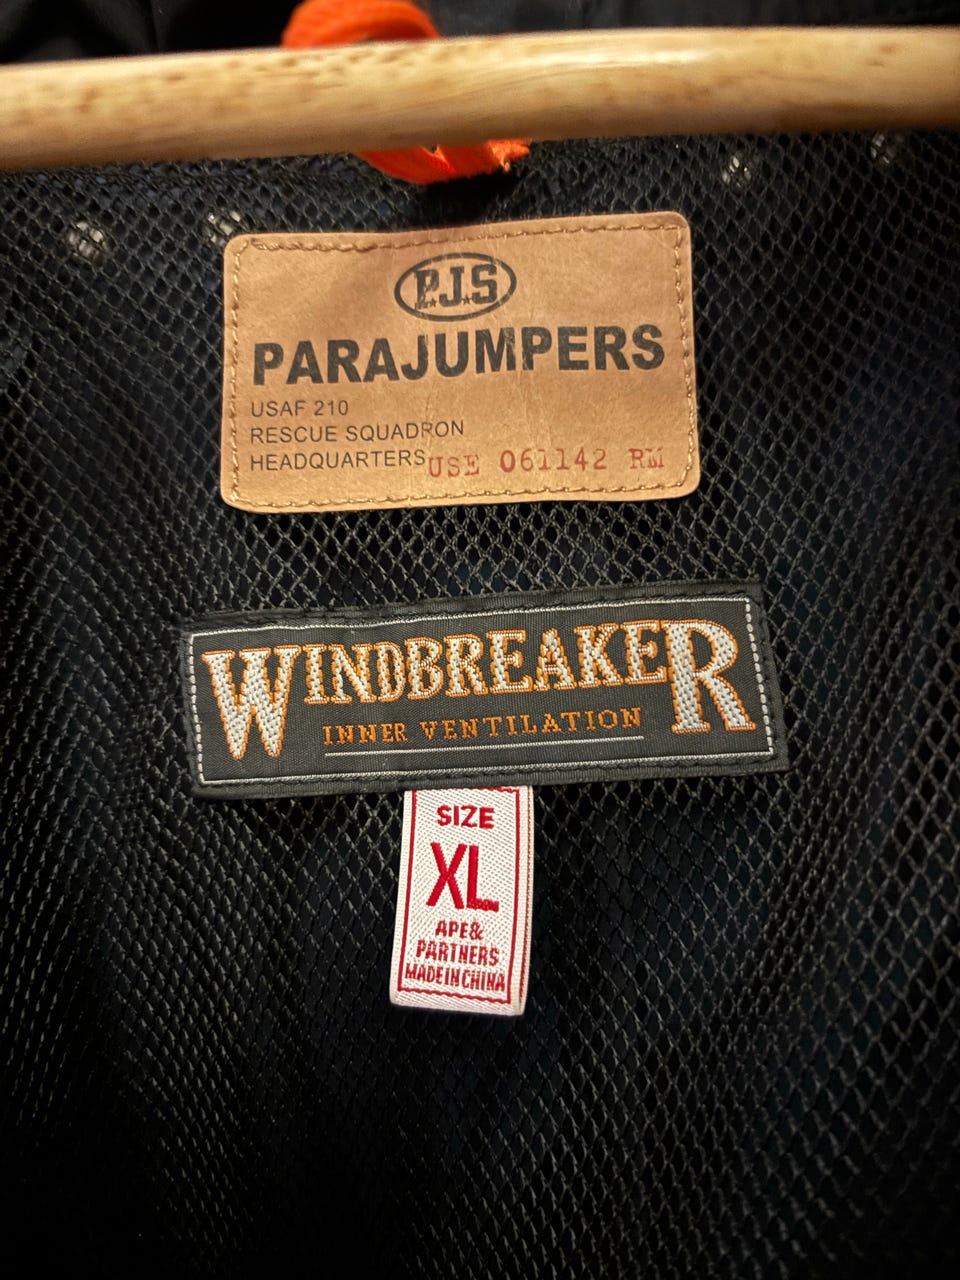 P.J.S
PARAJUMPERS
USAF 210
RESCUE SQUADRON
HEADQUARTERS USE 061142 RM
WINDBREAKER
INNER VENTILATION
SIZE
XL
APE&
PARTNERS
MADE IN CHINA